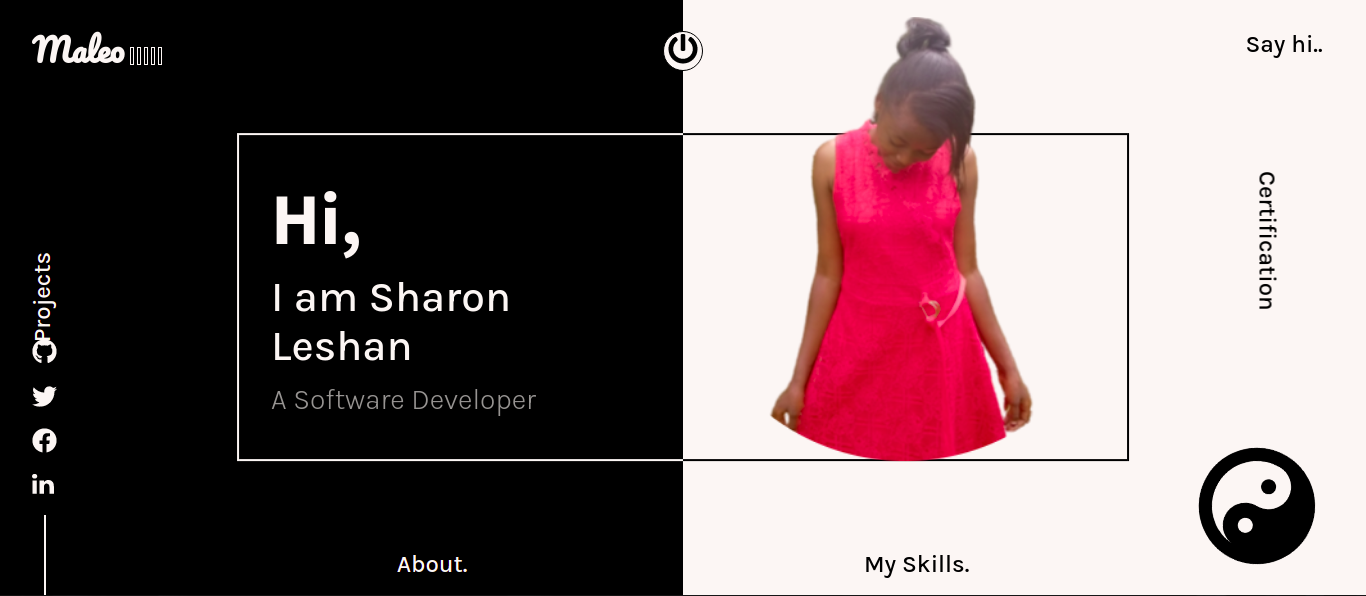 Maleo
Say hi..
Certification
Projects
Hi,
I am Sharon
Leshan
A Software Developer
About.
My Skills.